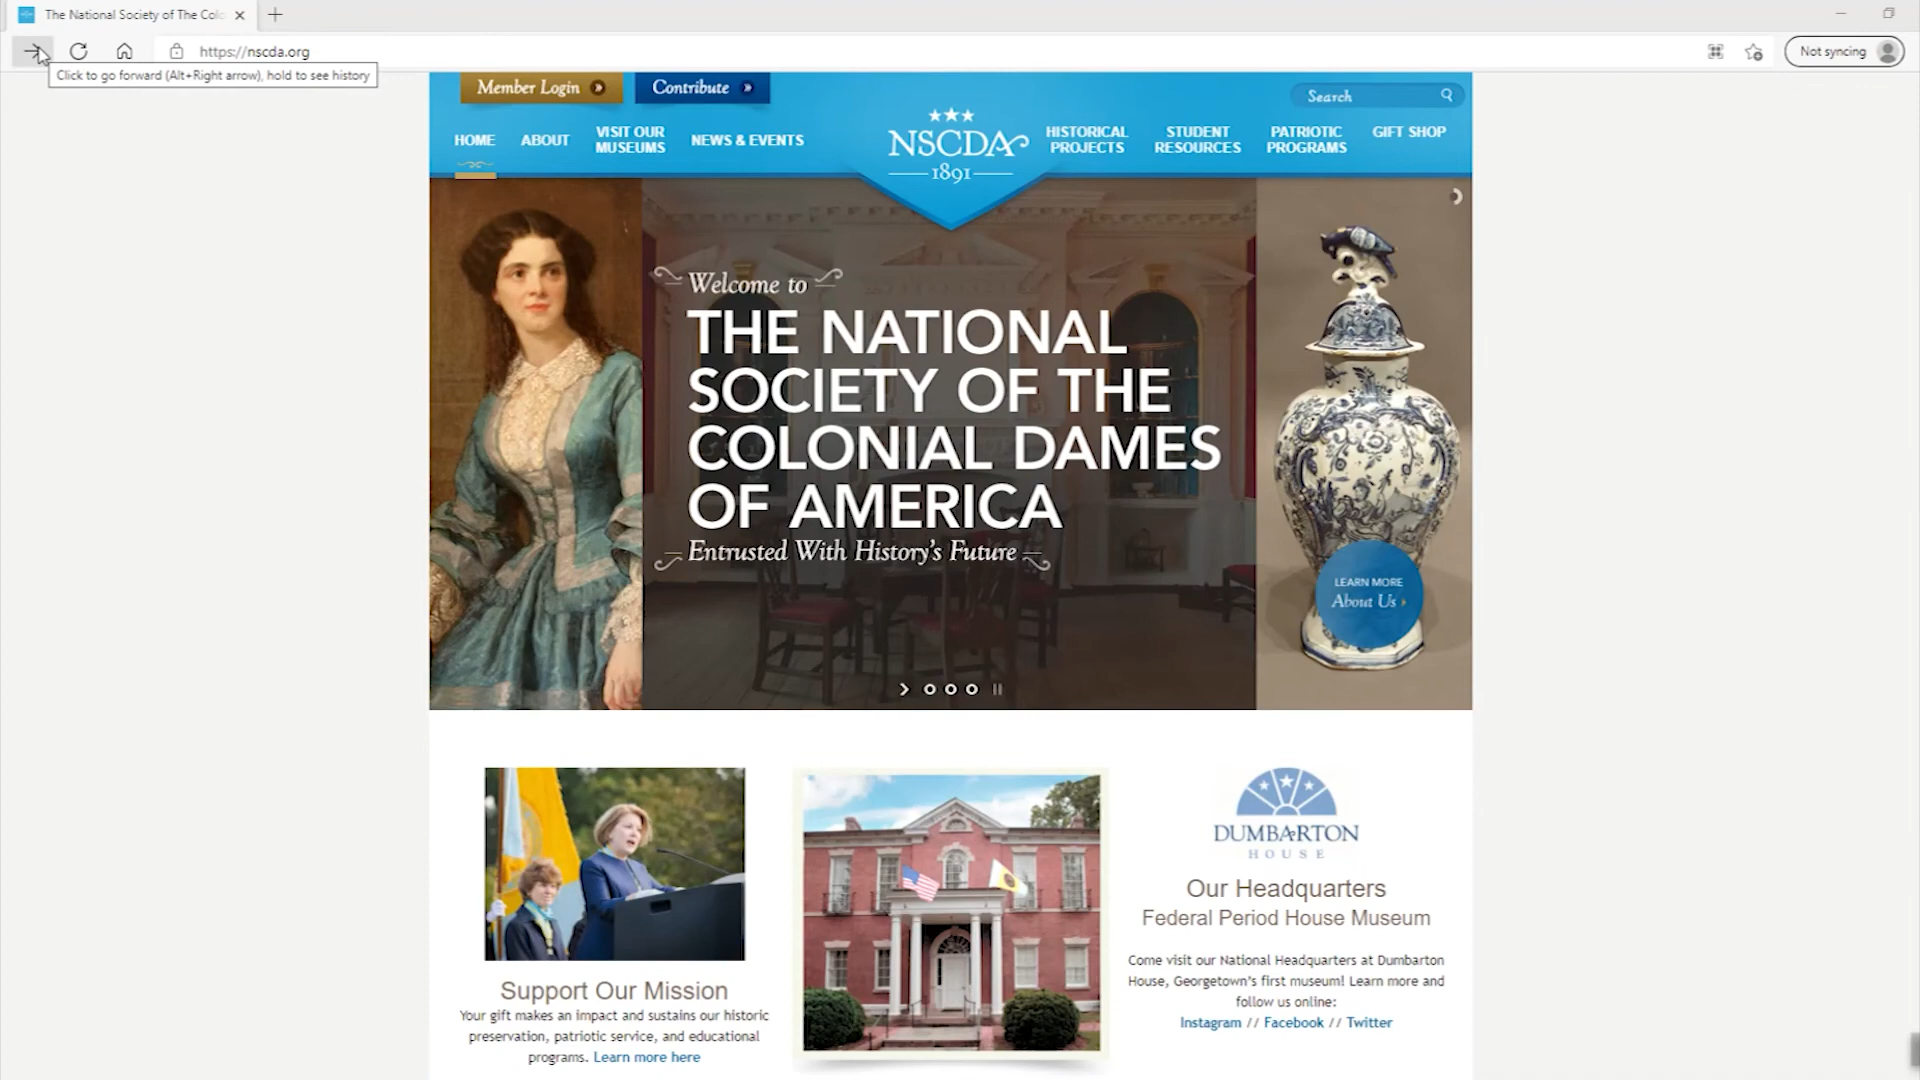 The National Society of The Colo
https://nscda.org
Not syncing
Click to go forward (Alt+Right arrow), hold to see history
Member Login
Contribute
Search
HOME
ABOUT
VISIT OUR
MUSEUMS
NEWS & EVENTS
NSCDA
1891
HISTORICAL
PROJECTS
STUDENT
RESOURCES
PATRIOTIC
PROGRAMS
GIFT SHOP
Welcome to
THE NATIONAL
SOCIETY OF THE
COLONIAL DAMES
OF AMERICA
Entrusted With History's Future
LEARN MORE
About Us
Support Our Mission
Your gift makes an impact and sustains our historic
preservation, patriotic service, and educational
programs. Learn more here
DUMBARTON
HOUSE
Our Headquarters
Federal Period House Museum
Come visit our National Headquarters at Dumbarton
House, Georgetown's first museum! Learn more and
follow us online:
Instagram // Facebook // Twitter